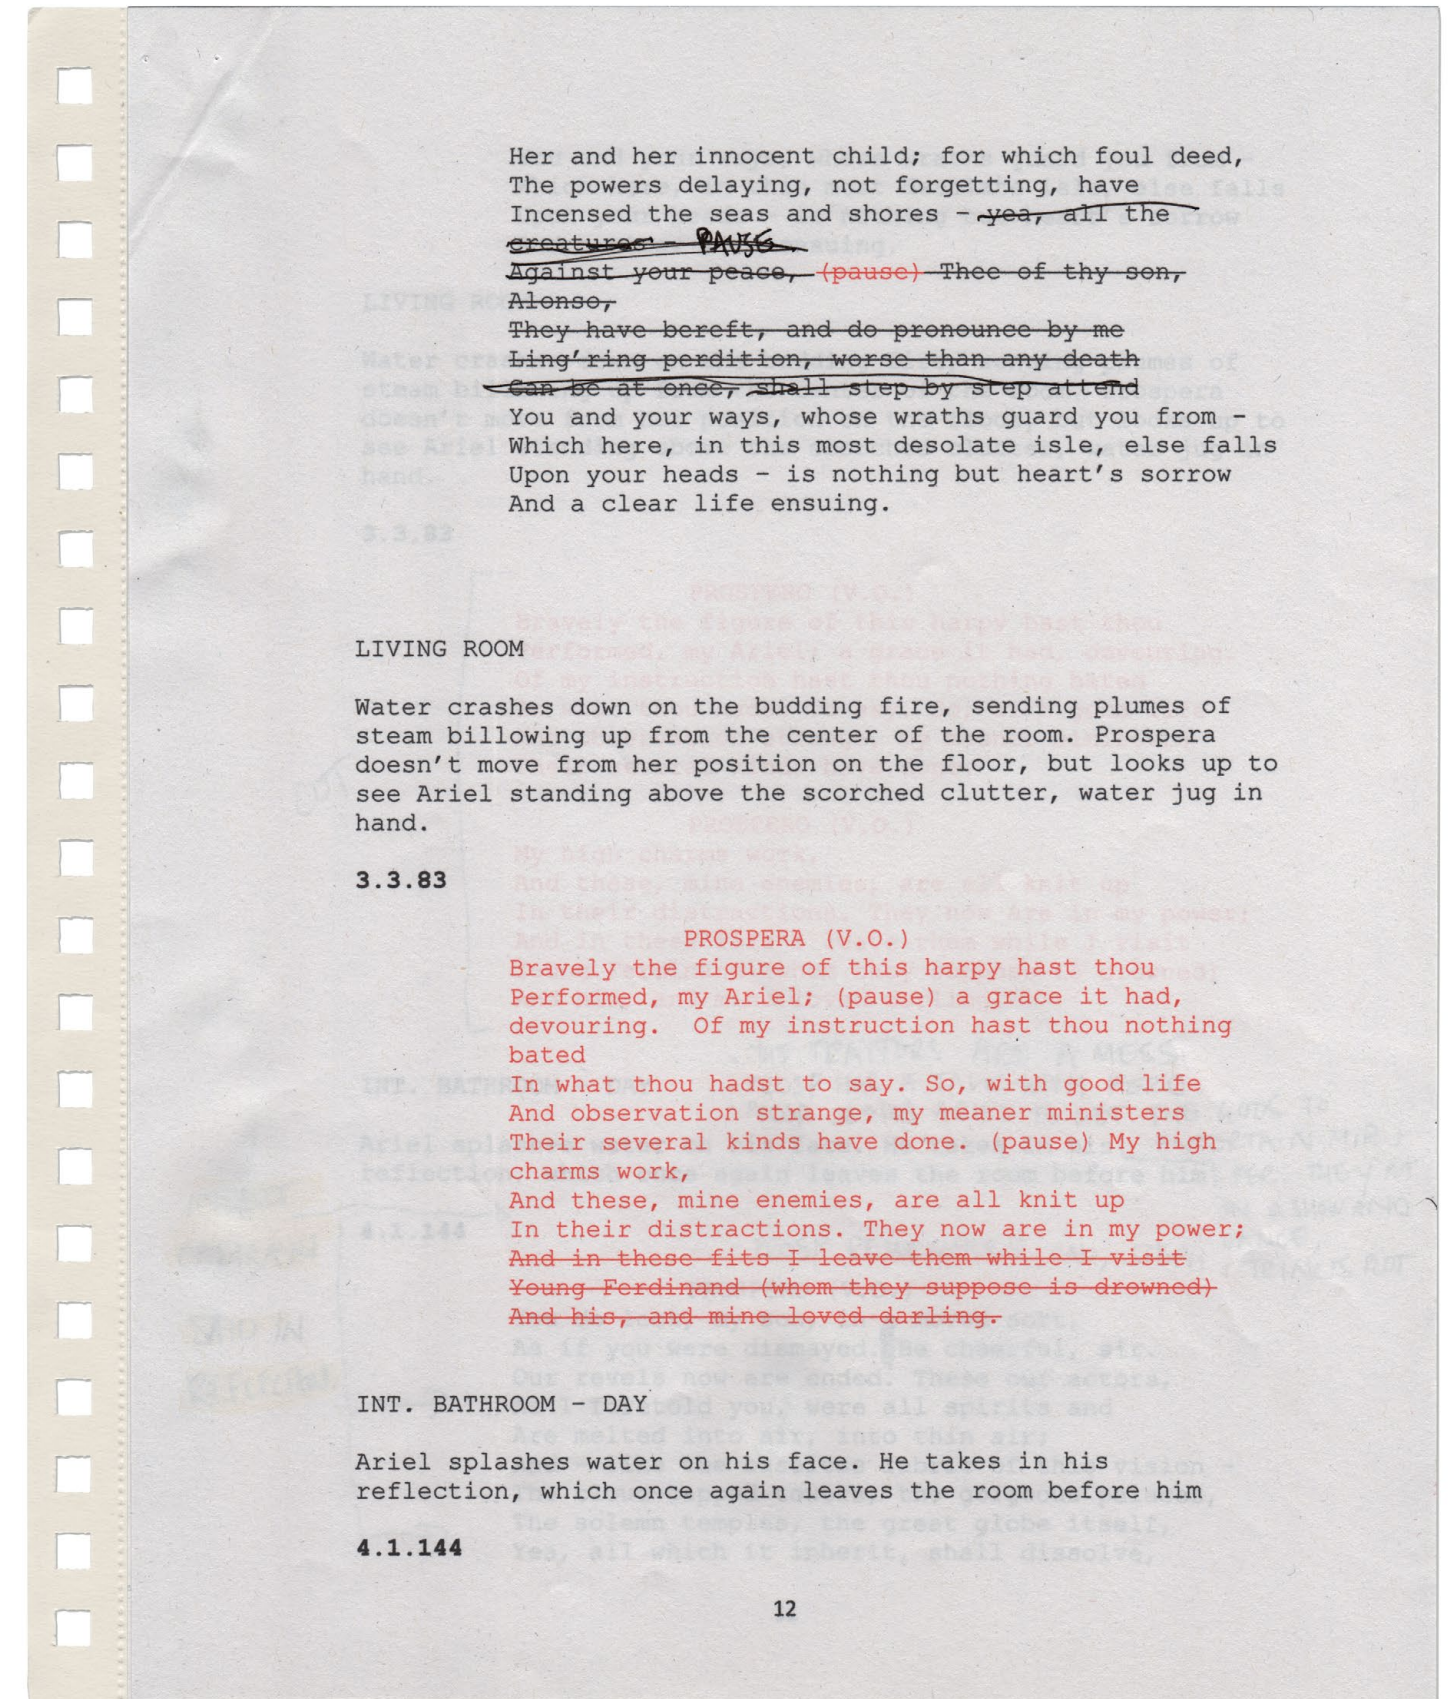 Her and her innocent child; for which foul deed,
The powers delaying, not forgetting, have
Incensed the seas and shores - yea, all the
creatures - PAUSE
Against your peace, (pause) Thee of thy son,
Alonso,
They have bereft, and do pronounce by me
Ling'ring perdition, worse than any death
Can be at once, shall step by step attend
You and your ways, whose wraths guard you from -
Which here, in this most desolate isle, else falls
Upon your heads - is nothing but heart's sorrow
And a clear life ensuing.
LIVING ROOM
Water crashes down on the budding fire, sending plumes of
steam billowing up from the center of the room. Prospera
doesn't move from her position on the floor, but looks up to
see Ariel standing above the scorched clutter, water jug in
hand.
3.3.83
PROSPERA (V.O.)
Bravely the figure of this harpy hast thou
Performed, my Ariel; (pause) a grace it had,
devouring. Of my instruction hast thou nothing
bated
In what thou hadst to say. So, with good life
And observation strange, my meaner ministers
Their several kinds have done. (pause) My high
charms work,
And these, mine enemies, are all knit up
In their distractions. They now are in my power;
And in these fits I leave them while I visit
Young Ferdinand (whom they suppose is drowned)
And his, and mine loved darling.
INT. BATHROOM - DAY
Ariel splashes water on his face. He takes in his
reflection, which once again leaves the room before him
4.1.144
12